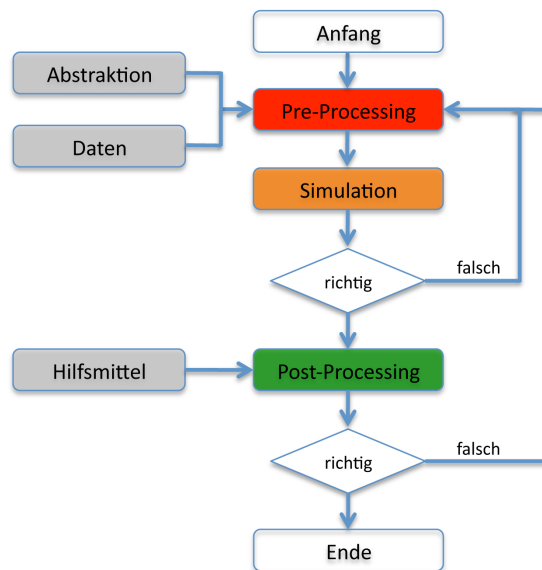 Anfang
Abstraktion
Pre-Processing
Daten
Simulation
richtig
falsch
Hilfsmittel
Post-Processing
richtig
falsch
Ende